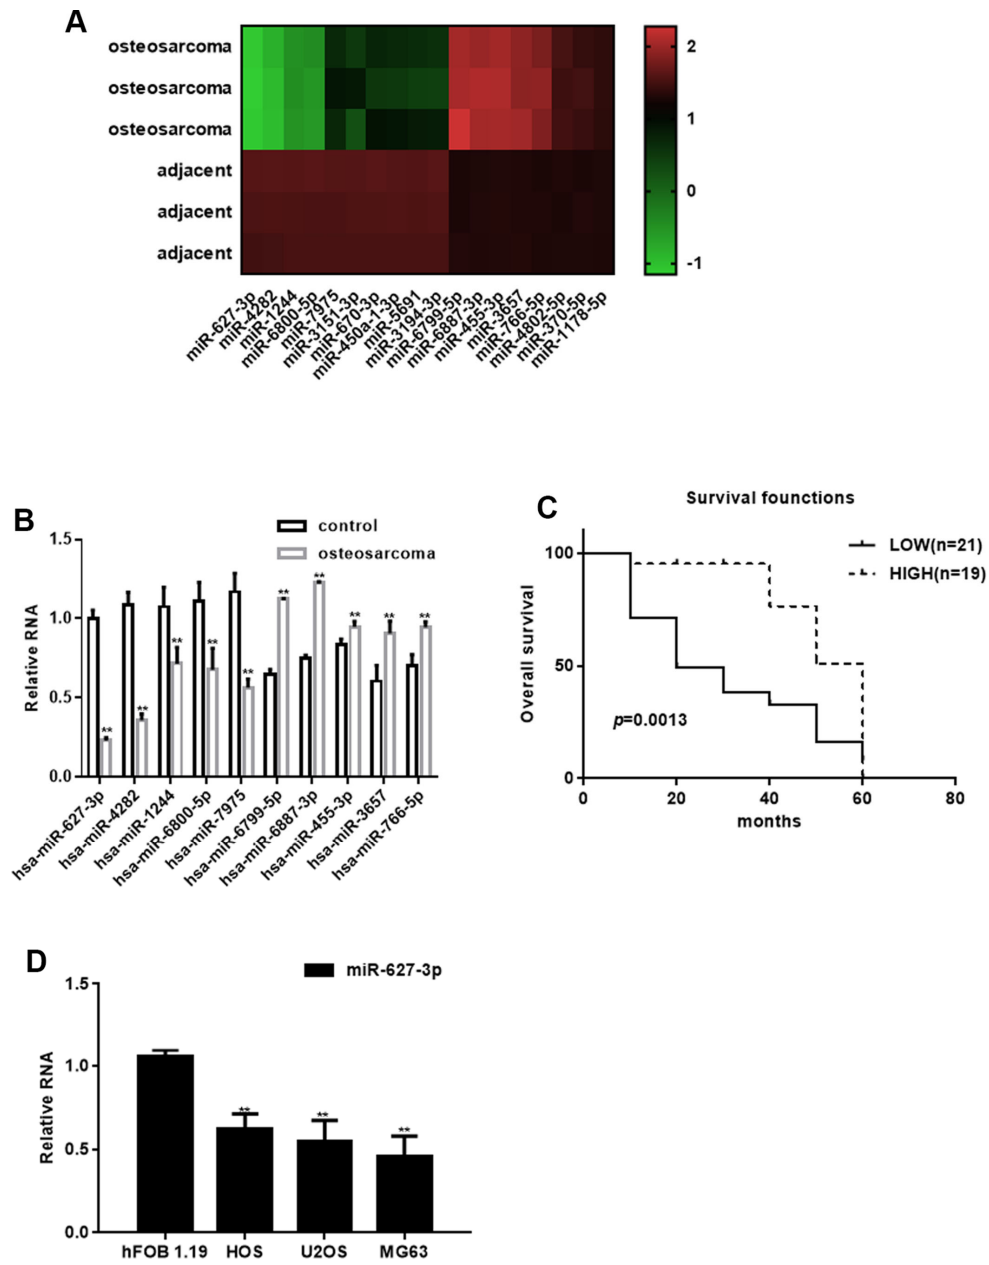 A
osteosarcoma
osteosarcoma
osteosarcoma
adjacent
adjacent
adjacent
2
1
0
-1
miR-627-3p
miR-4282
miR-1244
miR-6800-5p
miR-7975
miR-3151-3p
miR-670-3p
miR-450a-1-3p
miR-5691
miR-3194-3p
miR-6799-5p
miR-6887-3p
miR-455-3p
miR-3657
miR-766-5p
miR-4802-5p
miR-370-5p
miR-1178-5p
B
control
osteosarcoma
Relative RNA
1.5
1.0
0.5
0.0
** ** ** ** ** ** ** ** ** **
hsa-miR-627-3p
hsa-miR-4282
hsa-miR-1244
hsa-miR-6800-5p
hsa-miR-7975
hsa-miR-6799-5p
hsa-miR-6887-3p
hsa-miR-455-3p
hsa-miR-3657
hsa-miR-766-5p
C
Survival founctions
LOW(n=21)
HIGH(n=19)
Overall survival
100
50
0
p=0.0013
0 20 40 60 80
months
D
miR-627-3p
Relative RNA
1.5
1.0
0.5
0.0
** ** **
hFOB 1.19 HOS U2OS MG63